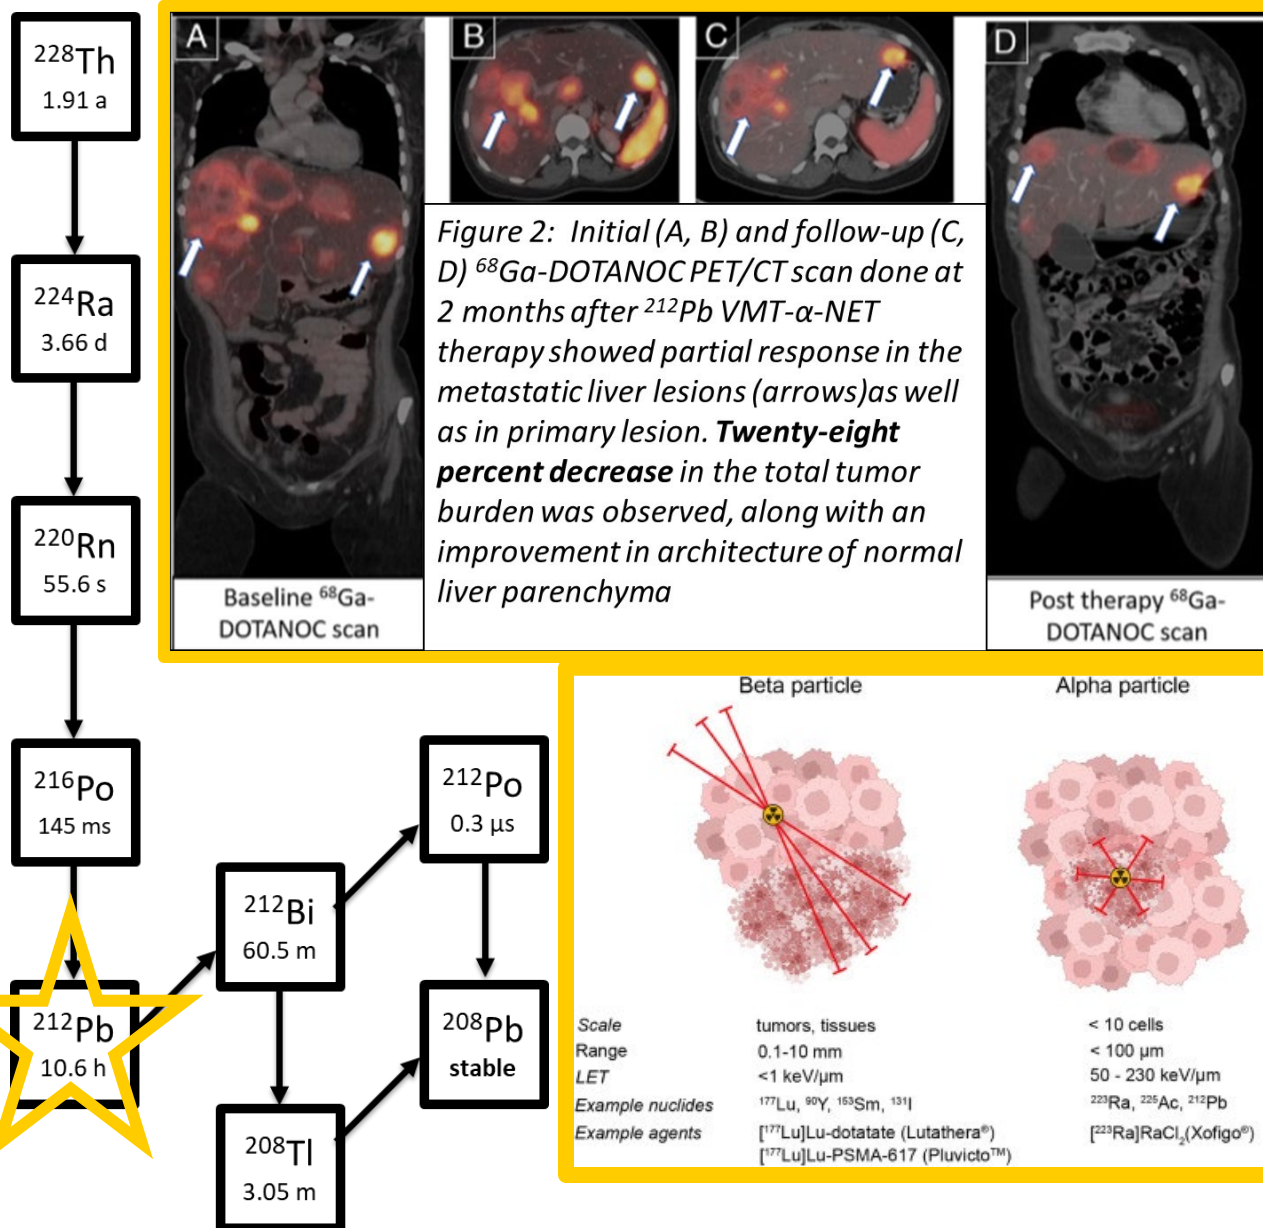 ²²⁸Th
1.91 a
²²⁴Ra
3.66 d
²²⁰Rn
55.6 s
²¹⁶Po
145 ms
²¹²Pb
10.6 h
²¹²Bi
60.5 m
²¹²Po
0.3 µs
²⁰⁸Tl
3.05 m
²⁰⁸Pb
stable
A
B
C
D
Figure 2: Initial (A, B) and follow-up (C,
D) ⁶⁸Ga-DOTANOC PET/CT scan done at
2 months after ²¹²Pb VMT-α-NET
therapy showed partial response in the
metastatic liver lesions (arrows)as well
as in primary lesion. Twenty-eight
percent decrease in the total tumor
burden was observed, along with an
improvement in architecture of normal
liver parenchyma
Baseline ⁶⁸Ga-
DOTANOC scan
Post therapy ⁶⁸Ga-
DOTANOC scan
Beta particle Alpha particle
Scale tumors, tissues < 10 cells
Range 0.1-10 mm < 100 µm
LET <1 keV/µm 50 - 230 keV/µm
Example nuclides ¹⁷⁷Lu, ⁹⁰Y, ¹⁵³Sm, ¹³¹I ²²³Ra, ²²⁵Ac, ²¹²Pb
Example agents [¹⁷⁷Lu]Lu-dotatate (Lutathera®) [²²³Ra]RaCl₂(Xofigo®)
[¹⁷⁷Lu]Lu-PSMA-617 (Pluvicto™)